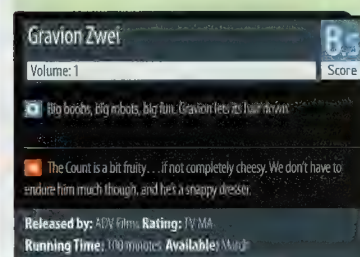 Gravion Zwei
Volume: 1
Score
Big boobs, big robots, big fun. Gravion lets its hair down.
The Count is a bit fruity…if not completely cheesy. We don't have to
endure him much though, and he's a snappy dresser.
Released by: ADV Films Rating: TV MA
Running Time: 100 minutes Available: March